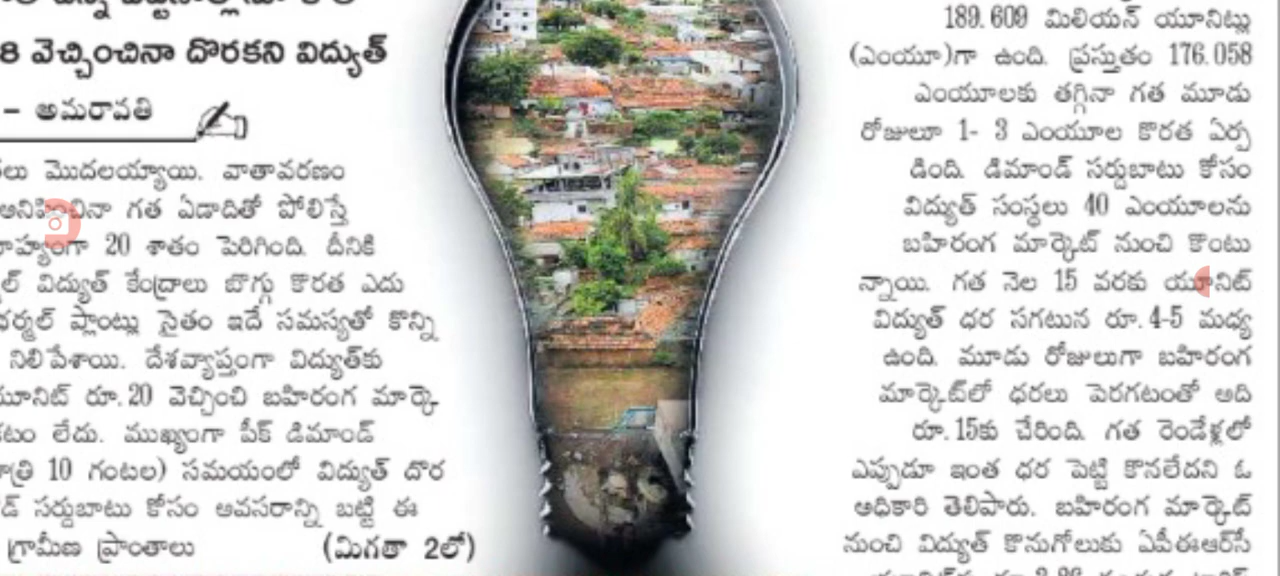 8 వెచ్చించినా దొరకని విద్యుత్
- అమరావతి
లు మొదలయ్యాయి. వాతావరణం
అనిపించినా గత ఏడాదితో పోలిస్తే
20 శాతం పెరిగింది. దీనికి
విద్యుత్ కేంద్రాలు బొగ్గు కొరత ఎదు
థర్మల్ ప్లాంట్లు సైతం ఇదే సమస్యతో కొన్ని
నిలిపేశాయి. దేశవ్యాప్తంగా విద్యుత్‌కు
యూనిట్ రూ.20 వెచ్చించి బహిరంగ మార్కె
కటం లేదు. ముఖ్యంగా పీక్ డిమాండ్
రాత్రి 10 గంటల) సమయంలో విద్యుత్ దొర
డ్ సర్దుబాటు కోసం అవసరాన్ని బట్టి ఈ
గ్రామీణ ప్రాంతాలు (మిగతా 2లో)
189.609 మిలియన్ యూనిట్లు
(ఎంయూ)గా ఉంది. ప్రస్తుతం 176.058
ఎంయూలకు తగ్గినా గత మూడు
రోజులూ 1- 3 ఎంయూల కొరత ఏర్ప
డింది. డిమాండ్ సర్దుబాటు కోసం
విద్యుత్ సంస్థలు 40 ఎంయూలను
బహిరంగ మార్కెట్ నుంచి కొంటు
న్నాయి. గత నెల 15 వరకు యూనిట్
విద్యుత్ ధర సగటున రూ.4-5 మధ్య
ఉంది. మూడు రోజులుగా బహిరంగ
మార్కెట్‌లో ధరలు పెరగటంతో అది
రూ.15కు చేరింది. గత రెండేళ్లలో
ఎప్పుడూ ఇంత ధర పెట్టి కొనలేదని ఓ
అధికారి తెలిపారు. బహిరంగ మార్కెట్
నుంచి విద్యుత్ కొనుగోలుకు ఏపీఈఆర్‌సీ